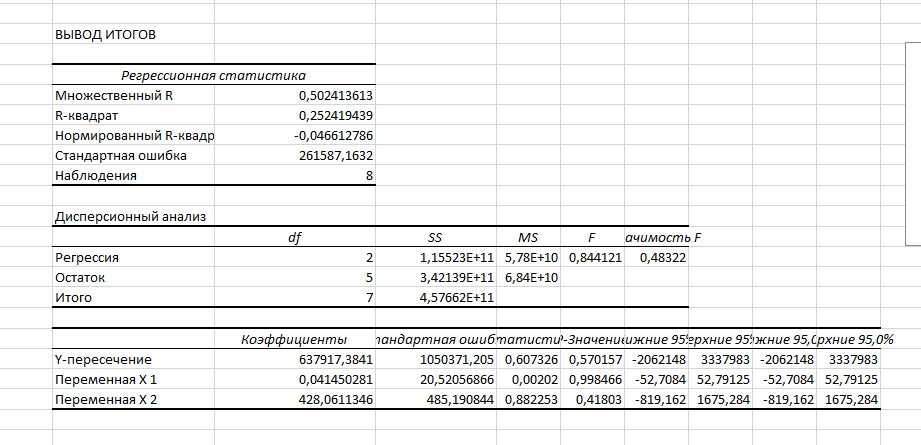 ВЫВОД ИТОГОВ
Регрессионная статистика
Множественный R 0,502413613
R-квадрат 0,252419439
Нормированный R-квадр -0,046612786
Стандартная ошибка 261587,1632
Наблюдения 8
Дисперсионный анализ
df SS MS F ачимость F
Регрессия 2 1,15523E+11 5,78E+10 0,844121 0,48322
Остаток 5 3,42139E+11 6,84E+10
Итого 7 4,57662E+11
Коэффициенты тандартная ошиб татисти Р-Значение ижние 95% ерхние 95% жние 95,0 рхние 95,0%
Y-пересечение 637917,3841 1050371,205 0,607326 0,570157 -2062148 3337983 -2062148 3337983
Переменная X 1 0,041450281 20,52056866 0,00202 0,998466 -52,7084 52,79125 -52,7084 52,79125
Переменная X 2 428,0611346 485,190844 0,882253 0,41803 -819,162 1675,284 -819,162 1675,284